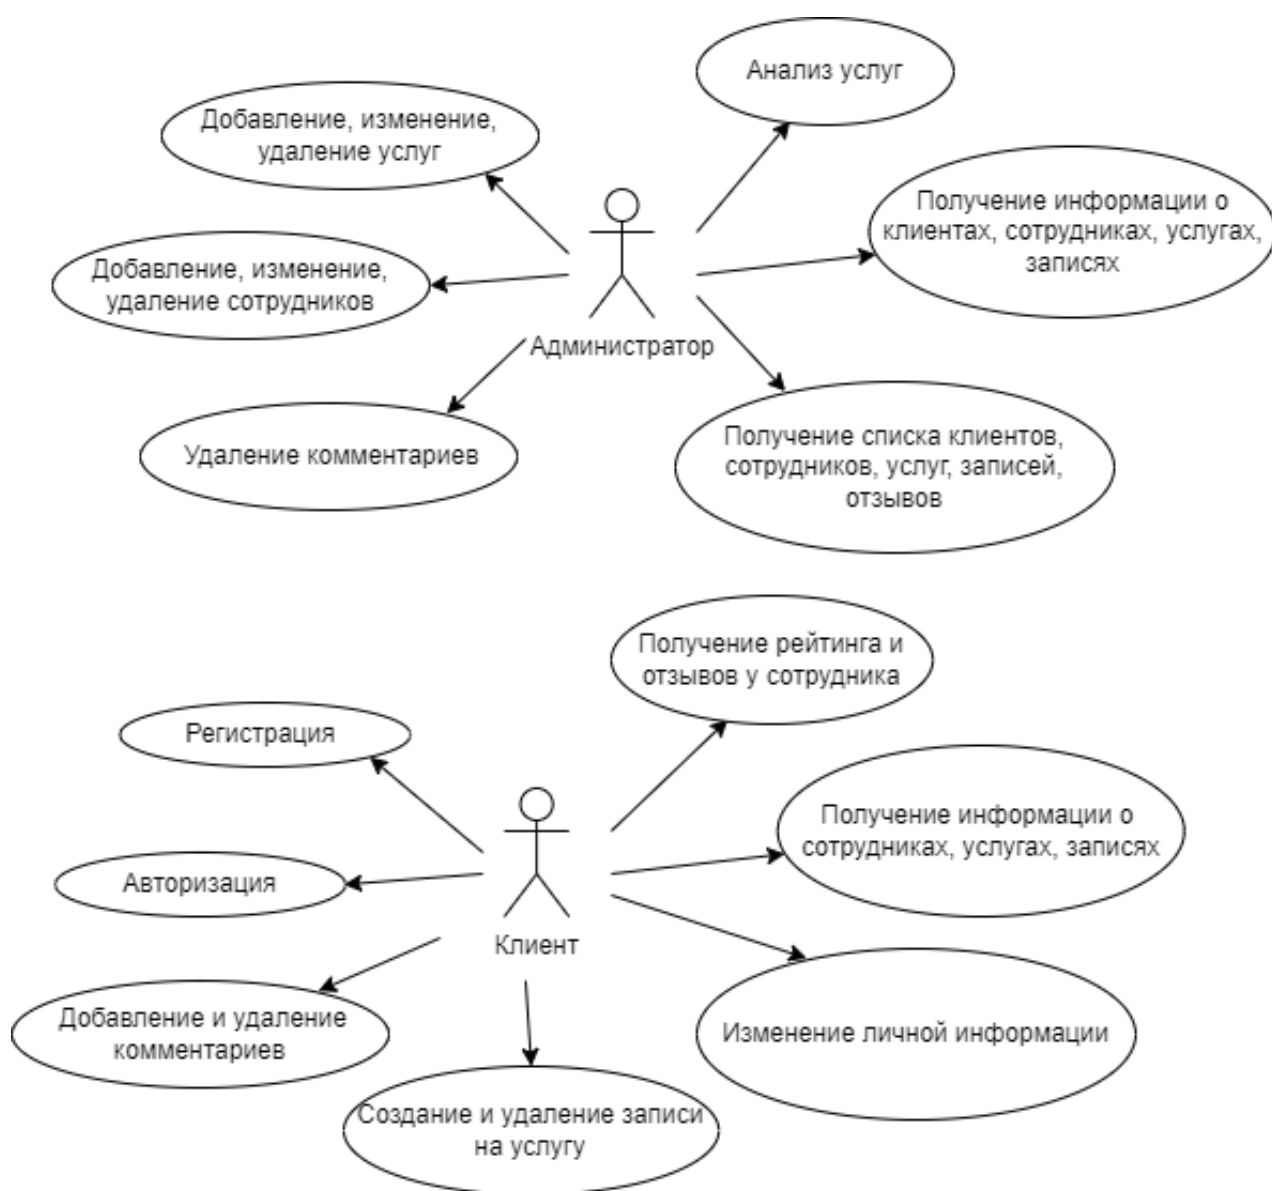 Анализ услуг
Добавление, изменение,
удаление услуг
Получение информации о
клиентах, сотрудниках, услугах,
записях
Добавление, изменение,
удаление сотрудников
Администратор
Удаление комментариев
Получение списка клиентов,
сотрудников, услуг, записей,
отзывов
Получение рейтинга и
отзывов у сотрудника
Регистрация
Получение информации о
сотрудниках, услугах, записях
Авторизация
Клиент
Добавление и удаление
комментариев
Изменение личной информации
Создание и удаление записи
на услугу